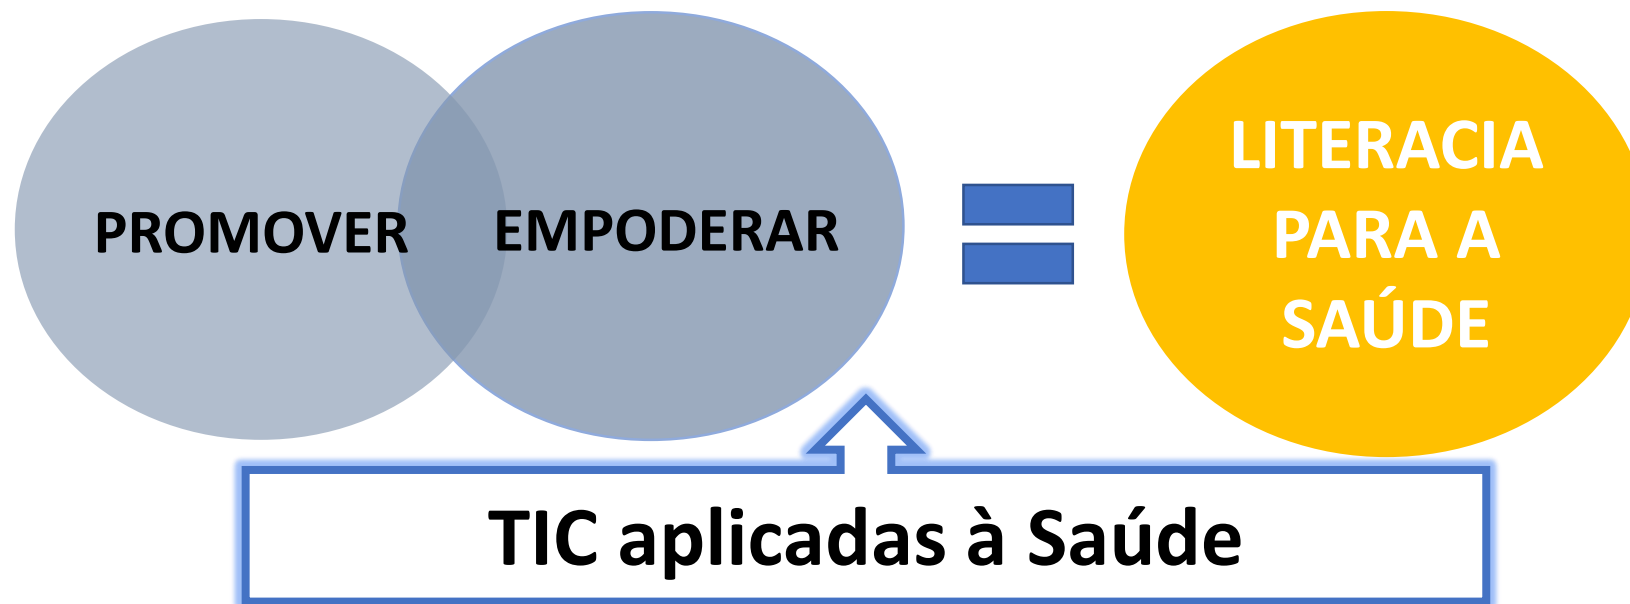 PROMOVER
EMPODERAR
LITERACIA
PARA A
SAÚDE
TIC aplicadas à Saúde